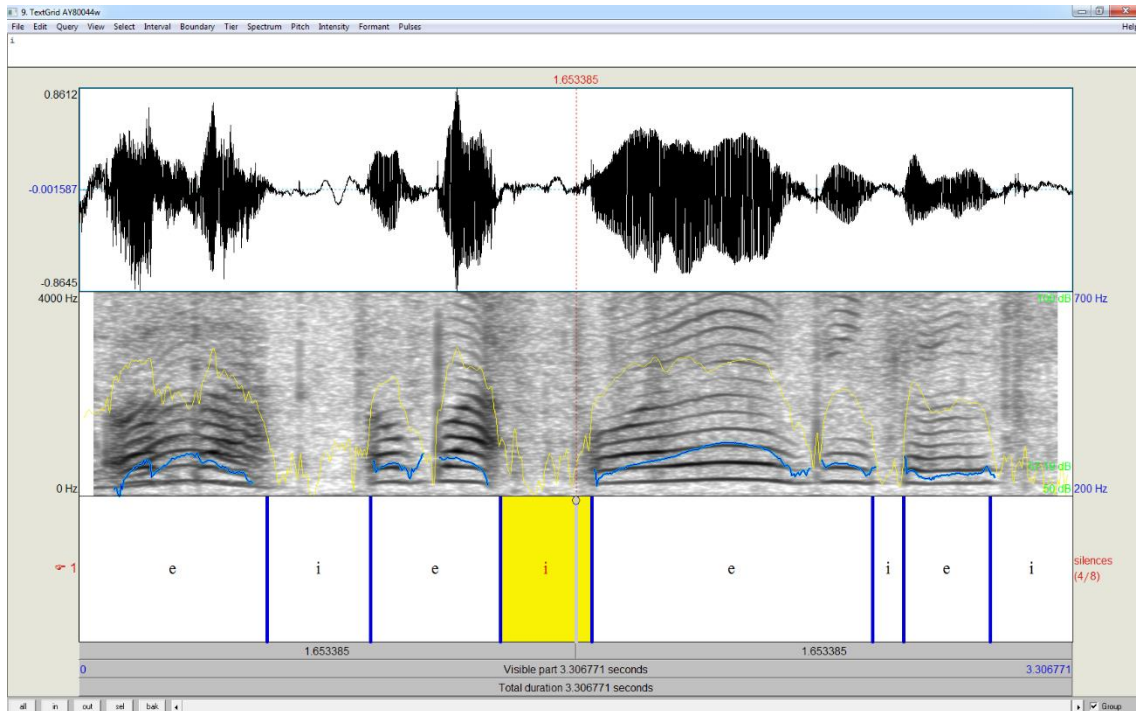 9. TextGrid AY80044w
File Edit Query View Select Interval Boundary Tier Spectrum Pitch Intensity Formant Pulses Help
i
1.653385
0.8612
-0.001587
-0.8645
4000 Hz 100 dB 700 Hz
0 Hz 50 dB 200 Hz
1 e i e i e i e i silences
(4/8)
1.653385 1.653385
0 Visible part 3.306771 seconds 3.306771
Total duration 3.306771 seconds
all in out sel bak Group